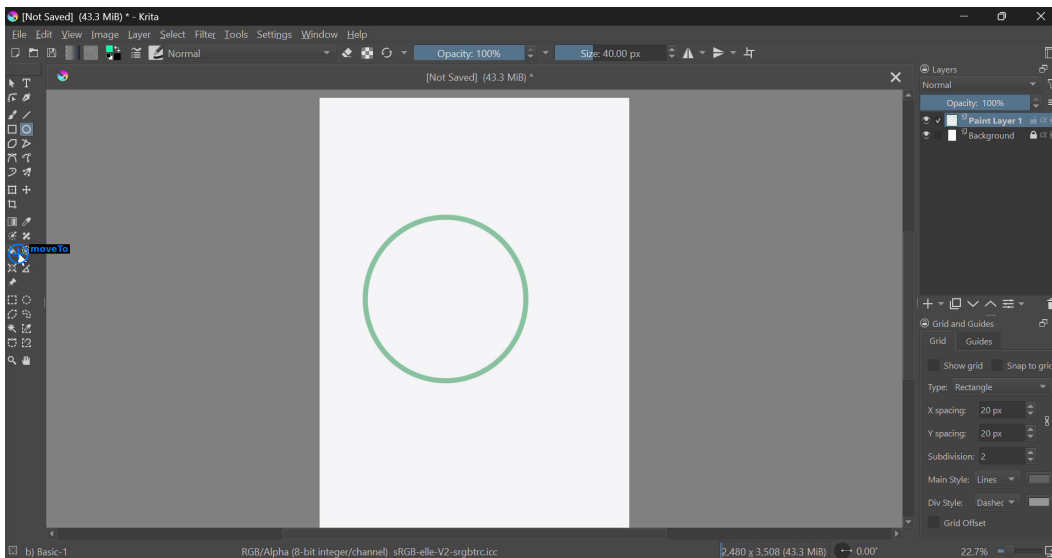 [Not Saved] (43.3 MiB) * - Krita
File Edit View Image Layer Select Filter Tools Settings Window Help
Normal Opacity: 100% Size: 40.00 px
[Not Saved] (43.3 MiB) *
Layers
Normal
Opacity: 100%
Paint Layer 1
Background
moveTo
Grid and Guides
Grid Guides
Show grid Snap to grid
Type: Rectangle
X spacing: 20 px
Y spacing: 20 px
Subdivision: 2
Main Style: Lines
Div Style: Dashec
Grid Offset
b) Basic-1 RGB/Alpha (8-bit integer/channel) sRGB-elle-V2-srgbtrc.icc 2,480 x 3,508 (43.3 MiB) 0.00° 22.7%